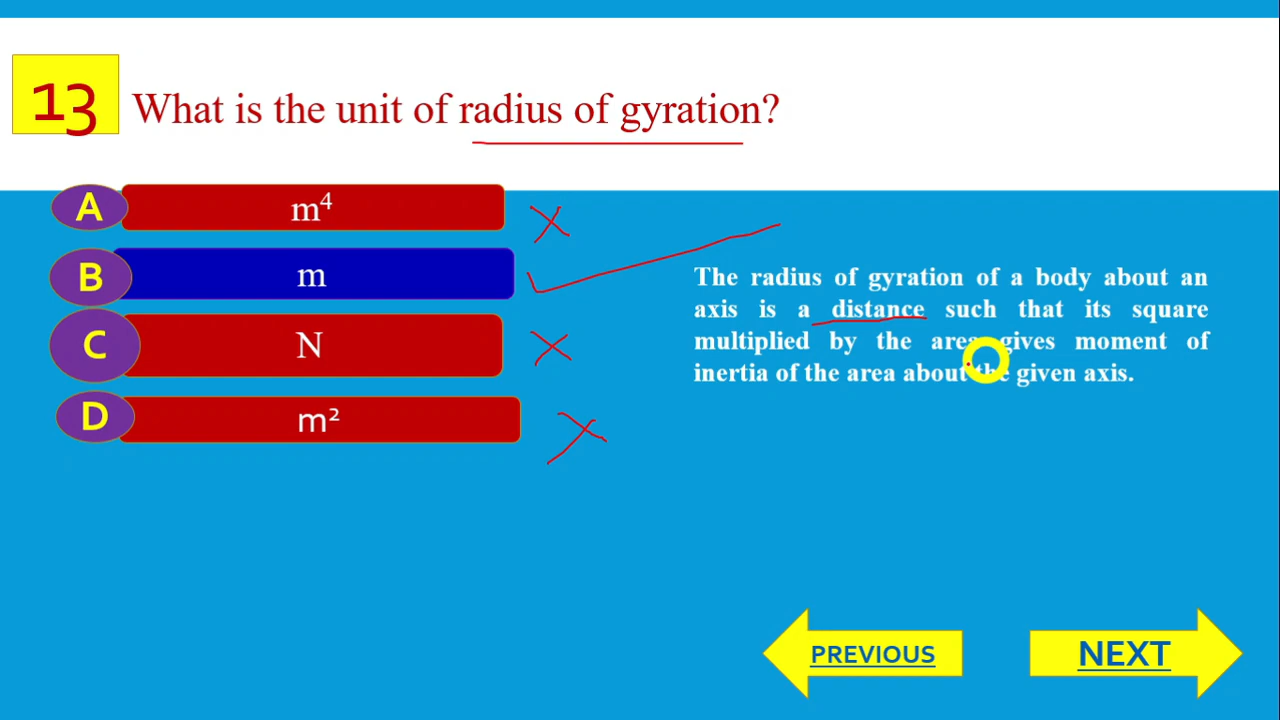 13
What is the unit of radius of gyration?
A
m⁴
B
m
C
N
D
m²
The radius of gyration of a body about an
axis is a distance such that its square
multiplied by the area gives moment of
inertia of the area about the given axis.
PREVIOUS
NEXT